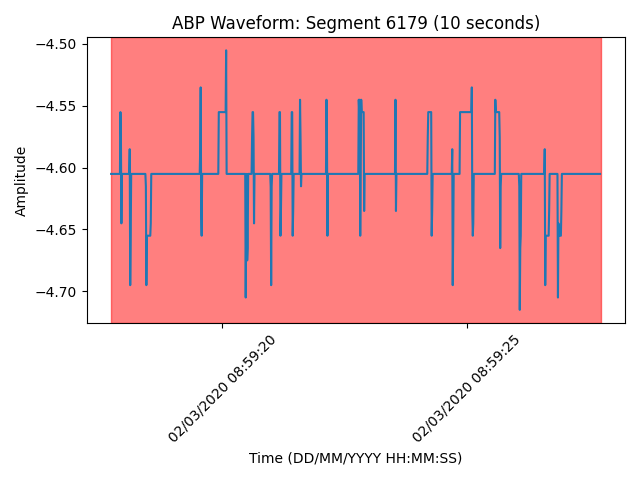 ABP Waveform: Segment 6179 (10 seconds)
−4.50
−4.55
−4.60
−4.65
−4.70
Amplitude
02/03/2020 08:59:20
02/03/2020 08:59:25
Time (DD/MM/YYYY HH:MM:SS)